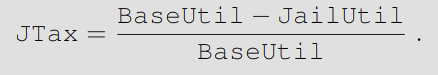 JTax = (BaseUtil − JailUtil) / BaseUtil .